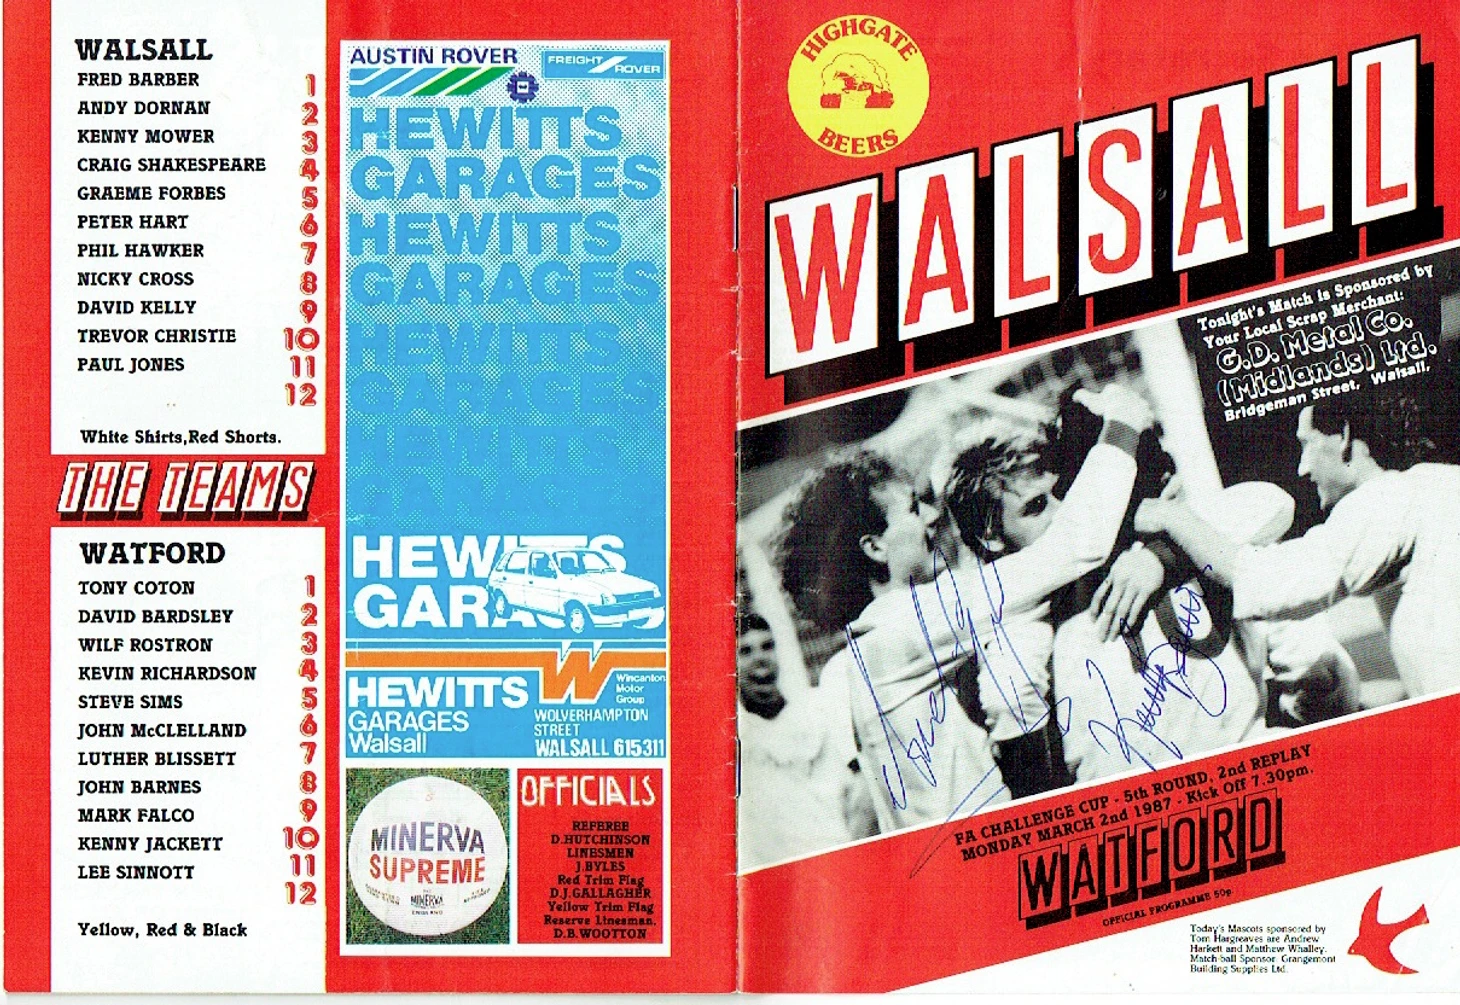 WALSALL
FRED BARBER 1
ANDY DORNAN 2
KENNY MOWER 3
CRAIG SHAKESPEARE 4
GRAEME FORBES 5
PETER HART 6
PHIL HAWKER 7
NICKY CROSS 8
DAVID KELLY 9
TREVOR CHRISTIE 10
PAUL JONES 11
12
White Shirts,Red Shorts.
THE TEAMS
WATFORD
TONY COTON 1
DAVID BARDSLEY 2
WILF ROSTRON 3
KEVIN RICHARDSON 4
STEVE SIMS 5
JOHN McCLELLAND 6
LUTHER BLISSETT 7
JOHN BARNES 8
MARK FALCO 9
KENNY JACKETT 10
LEE SINNOTT 11
12
Yellow, Red & Black
AUSTIN ROVER
FREIGHT ROVER
HEWITTS
GARAGES
HEWITTS
GARAGES
HEWITTS
GARAGES
HEWITTS
GARAGES
HEWITTS
GARA
HEWITTS
GARAGES
Walsall
W
Wincanton
Motor
Group
WOLVERHAMPTON
STREET
WALSALL 615311
MINERVA
SUPREME
MINERVA
OFFICIALS
REFEREE
D.HUTCHINSON
LINESMEN
J.BYLES
Red Trim Flag
D.J.GALLAGHER
Yellow Trim Flag
Reserve Linesman.
D.B.WOOTTON
HIGHGATE
BEERS
WALSALL
Tonight's Match is Sponsored by
Your Local Scrap Merchant:
G.D. Metal Co.
(Midlands) Ltd.
Bridgeman Street, Walsall.
FA CHALLENGE CUP - 5th ROUND, 2nd REPLAY
MONDAY MARCH 2nd 1987 - Kick Off 7.30pm.
WATFORD
OFFICIAL PROGRAMME 50p
Today's Mascots sponsored by
Tom Hargreaves are Andrew
Harkett and Matthew Whalley.
Match-ball Sponsor: Grangemont
Building Supplies Ltd.